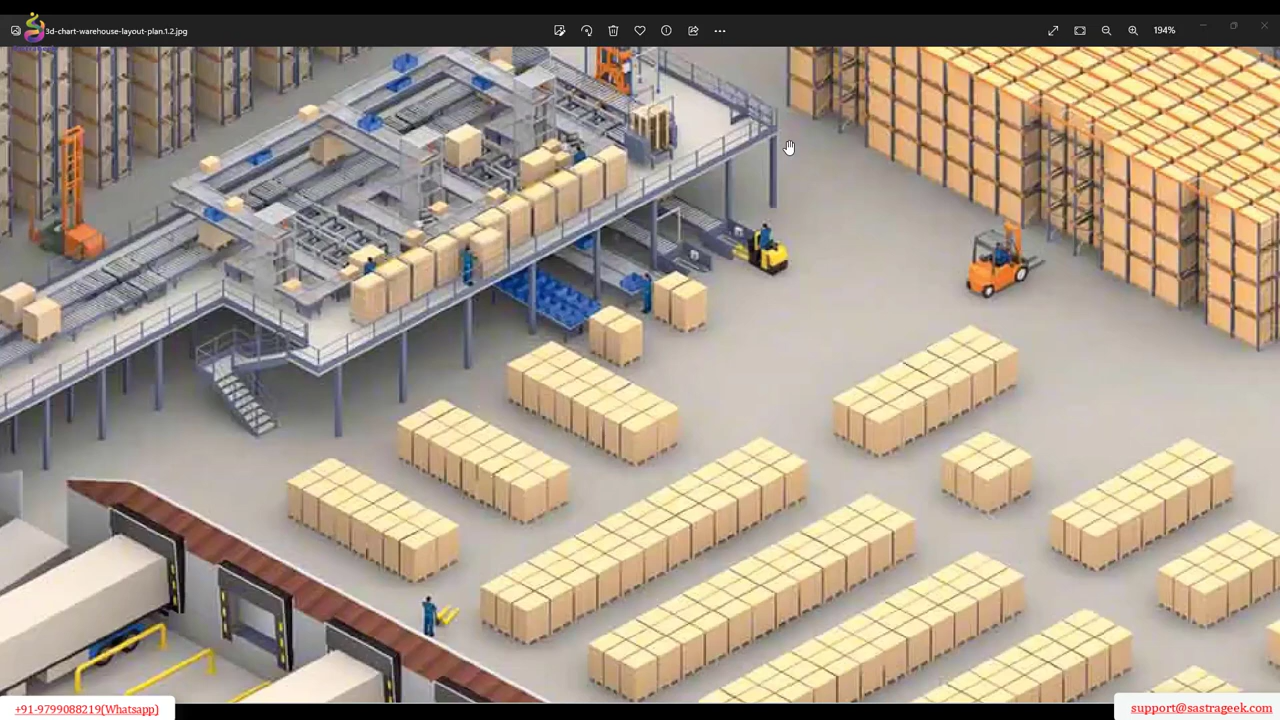 3d-chart-warehouse-layout-plan.1.2.jpg
194%
+91-9799088219(Whatsapp)
support@sastrageek.com